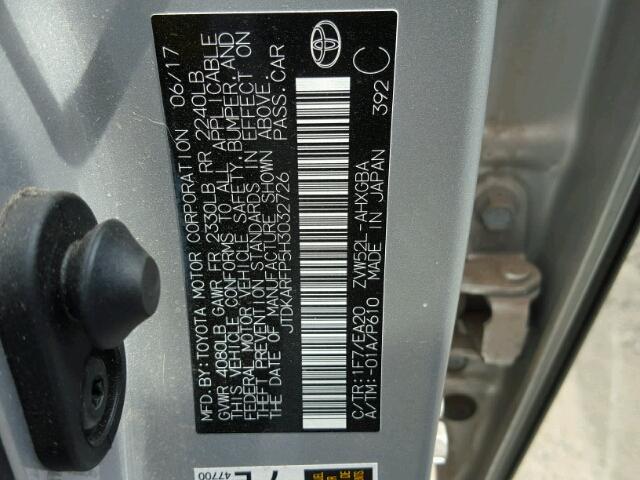 MFD. BY: TOYOTA MOTOR CORPORATION 06/17
GVWR 4080LB GAWR FR 2330LB RR 2240LB
THIS VEHICLE CONFORMS TO ALL APPLICABLE
FEDERAL MOTOR VEHICLE SAFETY, BUMPER, AND
THEFT PREVENTION STANDARDS IN EFFECT ON
THE DATE OF MANUFACTURE SHOWN ABOVE.
JTDKARFP5H3032726 PASS. CAR
C/TR: 1F7/EA20 ZVW52L-AHXGBA
A/TM: -01A/P610 MADE IN JAPAN 392 C
47700